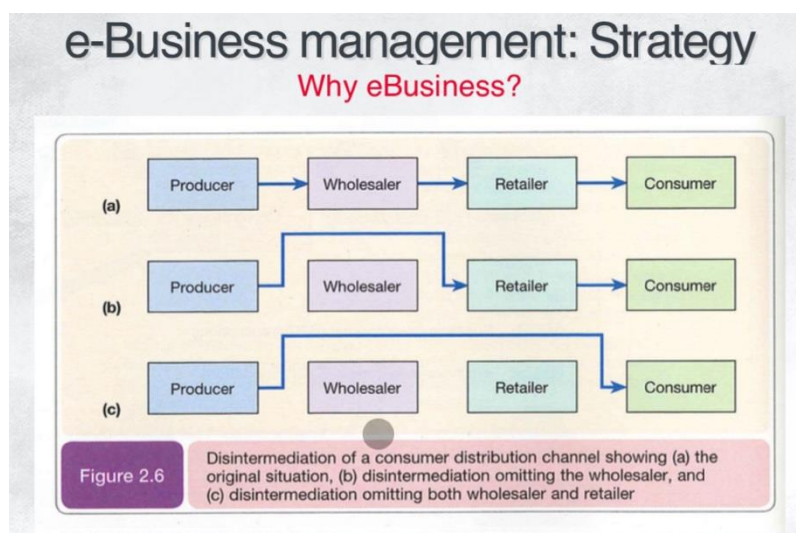 e-Business management: Strategy
Why eBusiness?
(a)
Producer
Wholesaler
Retailer
Consumer
(b)
Producer
Wholesaler
Retailer
Consumer
(c)
Producer
Wholesaler
Retailer
Consumer
Figure 2.6
Disintermediation of a consumer distribution channel showing (a) the
original situation, (b) disintermediation omitting the wholesaler, and
(c) disintermediation omitting both wholesaler and retailer